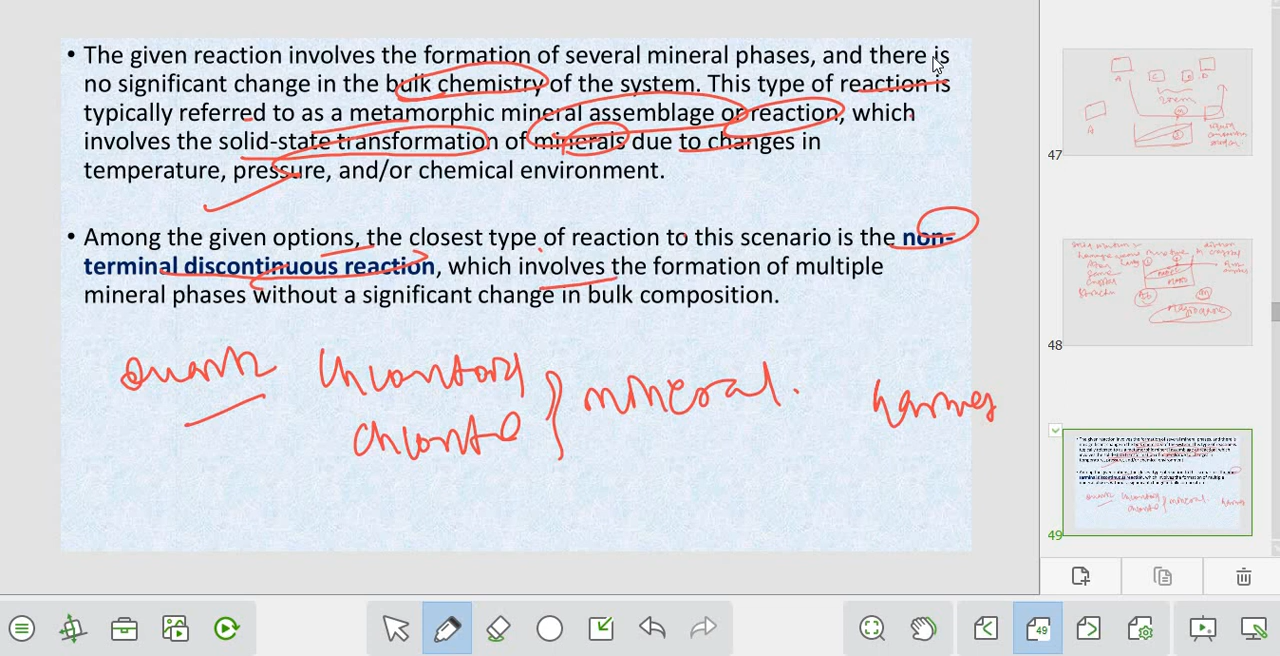 • The given reaction involves the formation of several mineral phases, and there is
no significant change in the bulk chemistry of the system. This type of reaction is
typically referred to as a metamorphic mineral assemblage or reaction, which
involves the solid-state transformation of minerals due to changes in
temperature, pressure, and/or chemical environment.
• Among the given options, the closest type of reaction to this scenario is the non-
terminal discontinuous reaction, which involves the formation of multiple
mineral phases without a significant change in bulk composition.
mineral.
47
48
49
49